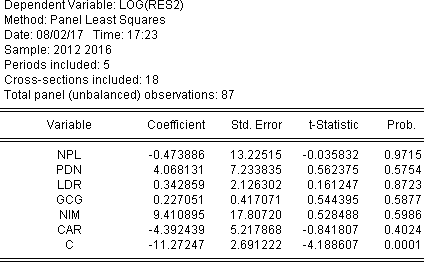 Dependent Variable: LOG(RES2)
Method: Panel Least Squares
Date: 08/02/17 Time: 17:23
Sample: 2012 2016
Periods included: 5
Cross-sections included: 18
Total panel (unbalanced) observations: 87
Variable Coefficient Std. Error t-Statistic Prob.
NPL -0.473886 13.22515 -0.035832 0.9715
PDN 4.068131 7.233835 0.562375 0.5754
LDR 0.342859 2.126302 0.161247 0.8723
GCG 0.227051 0.417071 0.544395 0.5877
NIM 9.410895 17.80720 0.528488 0.5986
CAR -4.392439 5.217868 -0.841807 0.4024
C -11.27247 2.691222 -4.188607 0.0001